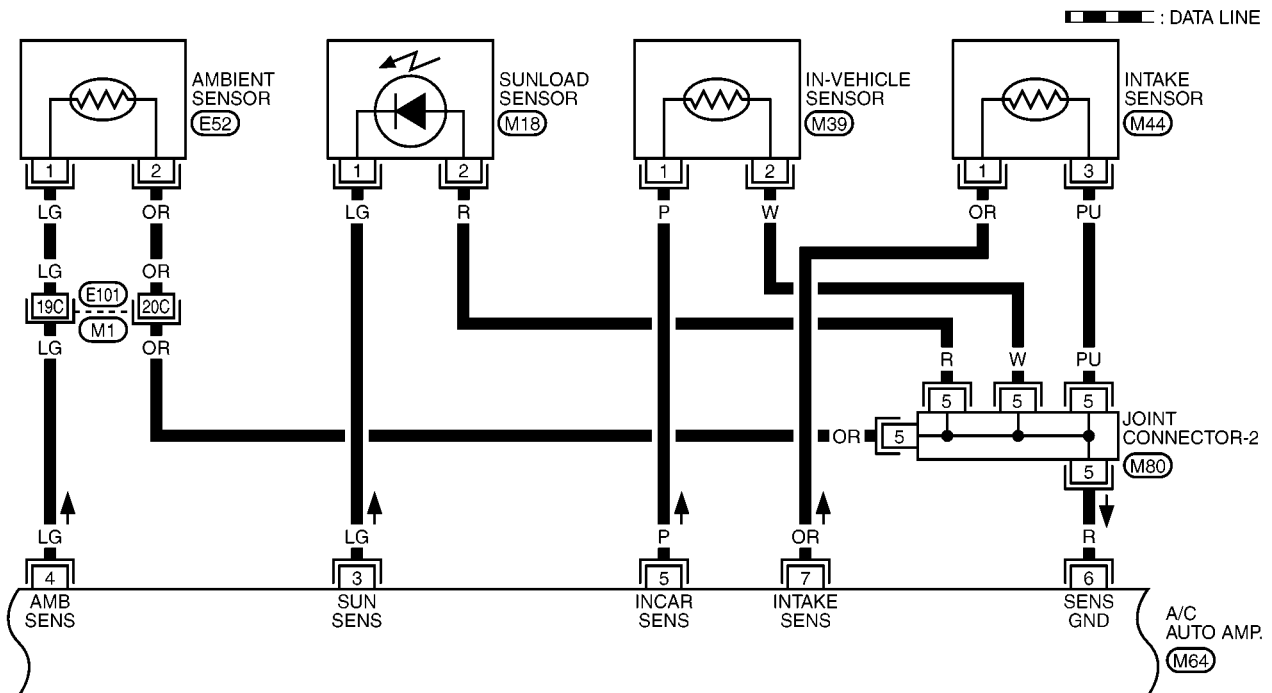 : DATA LINE
AMBIENT
SENSOR
E52
SUNLOAD
SENSOR
M18
IN-VEHICLE
SENSOR
M39
INTAKE
SENSOR
M44
1 2 1 2 1 2 1 3
LG OR LG R P W OR PU
LG OR
19C E101 20C
M1
LG OR
R W PU
5 5 5
OR 5
JOINT
CONNECTOR-2
M80
5
LG LG P OR R
4 3 5 7 6
AMB
SENS
SUN
SENS
INCAR
SENS
INTAKE
SENS
SENS
GND
A/C
AUTO AMP.
M64